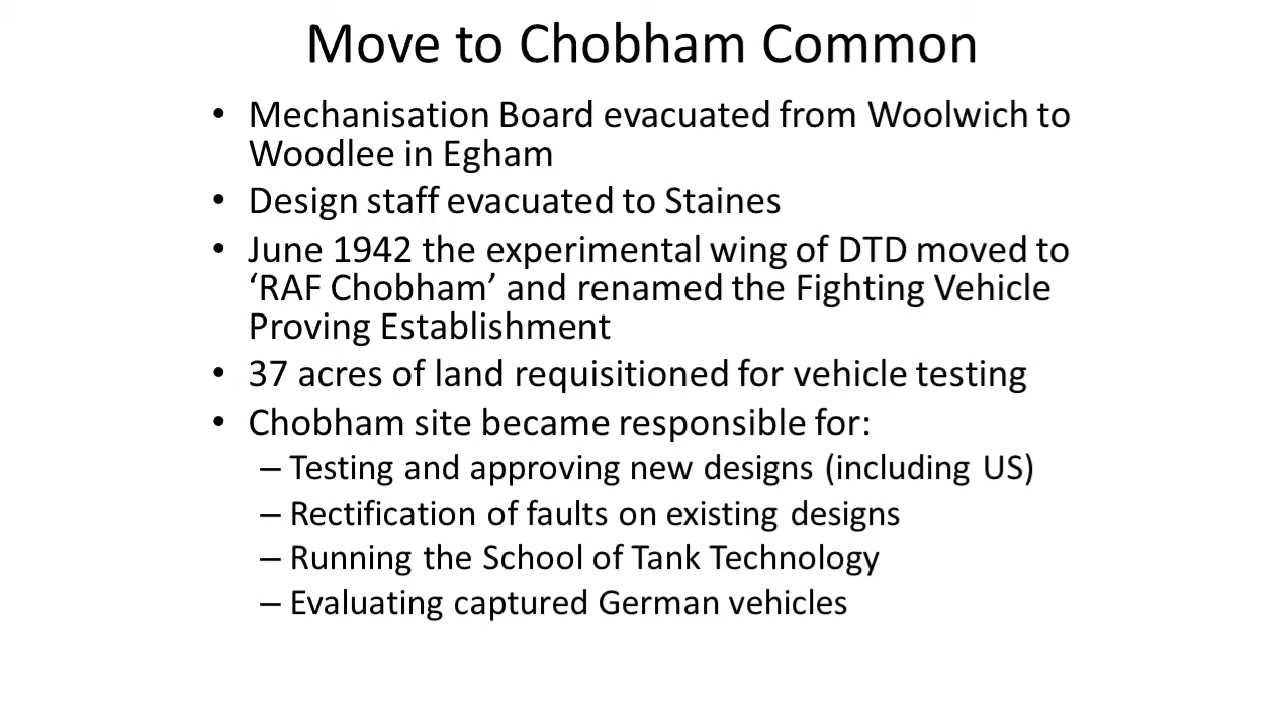 Move to Chobham Common
• Mechanisation Board evacuated from Woolwich to
Woodlee in Egham
• Design staff evacuated to Staines
• June 1942 the experimental wing of DTD moved to
‘RAF Chobham’ and renamed the Fighting Vehicle
Proving Establishment
• 37 acres of land requisitioned for vehicle testing
• Chobham site became responsible for:
– Testing and approving new designs (including US)
– Rectification of faults on existing designs
– Running the School of Tank Technology
– Evaluating captured German vehicles